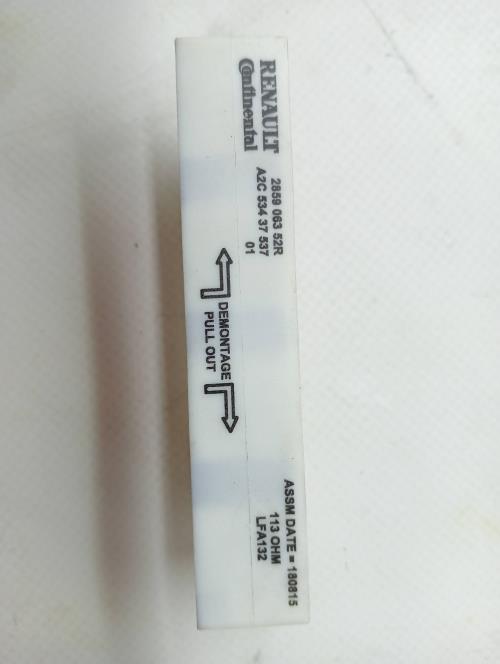 RENAULT
Continental
2859 063 52R
A2C 534 37 537
01
DEMONTAGE
PULL OUT
ASSM DATE = 180815
113 OHM
LFA132